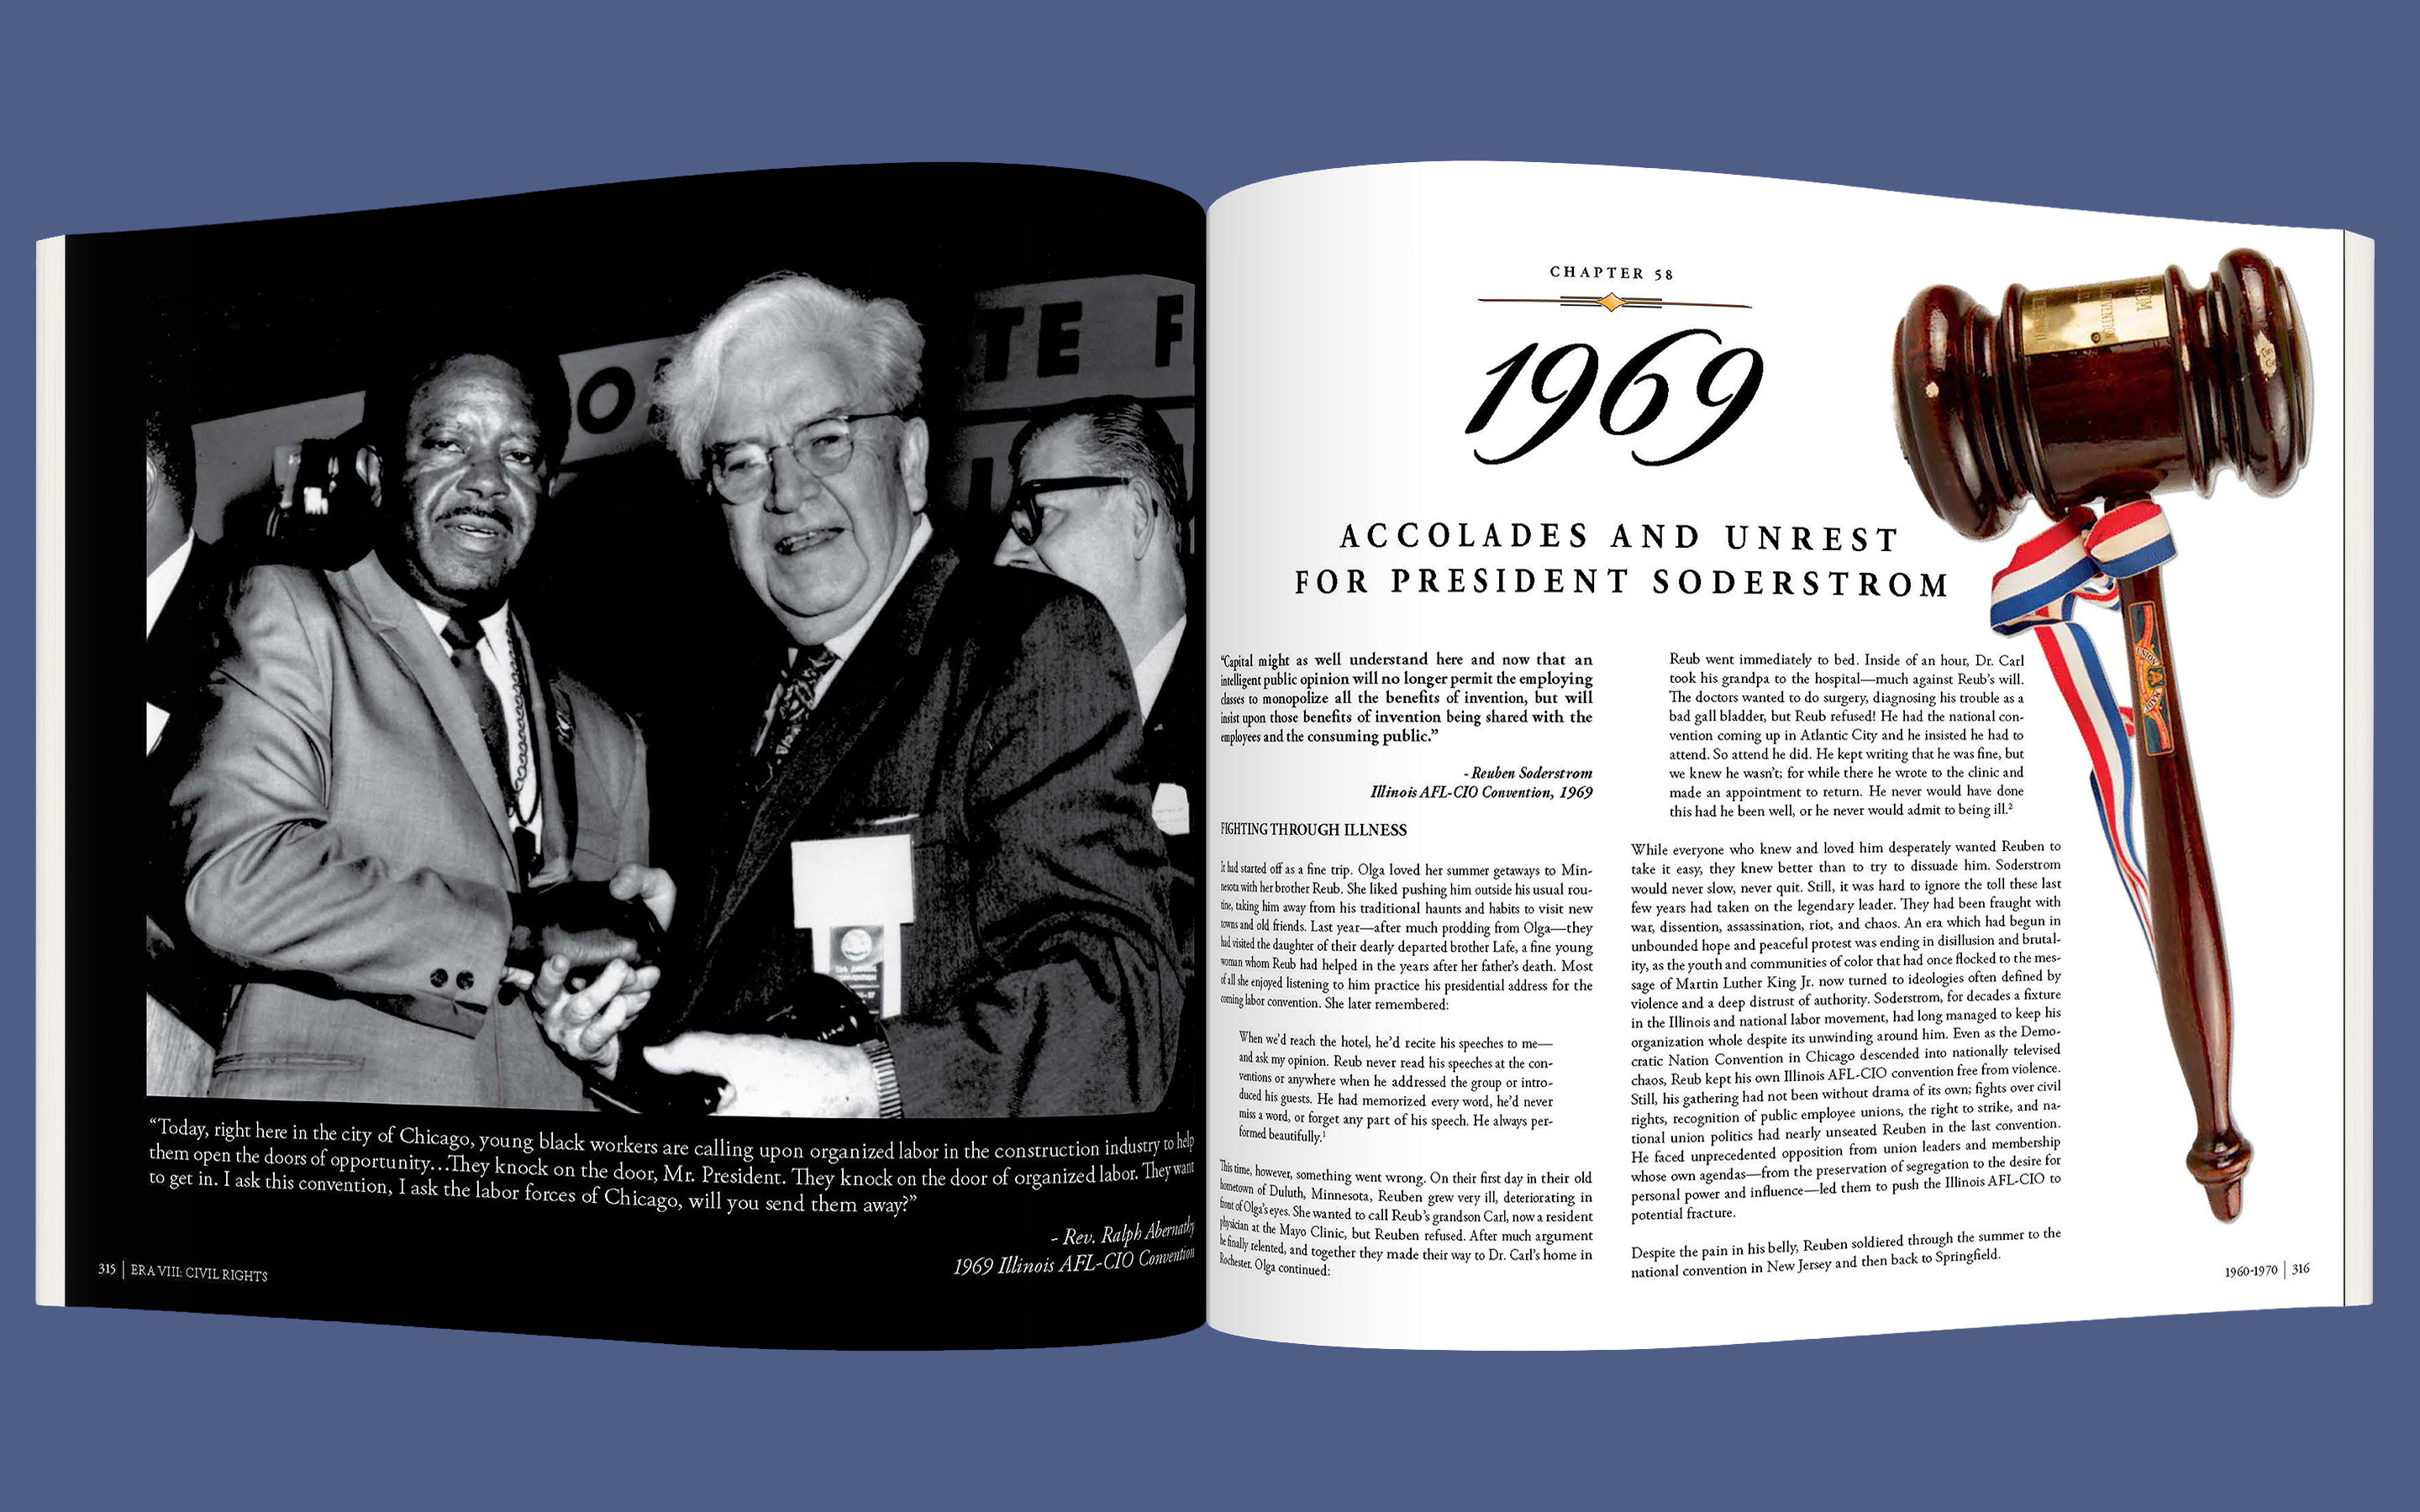 O
TE F
“Today, right here in the city of Chicago, young black workers are calling upon organized labor in the construction industry to help
them open the doors of opportunity…They knock on the door, Mr. President. They knock on the door of organized labor. They want
to get in. I ask this convention, I ask the labor forces of Chicago, will you send them away?”
- Rev. Ralph Abernathy
1969 Illinois AFL-CIO Convention
315 | ERA VIII: CIVIL RIGHTS
CHAPTER 58
1969
ACCOLADES AND UNREST
FOR PRESIDENT SODERSTROM
“Capital might as well understand here and now that an
intelligent public opinion will no longer permit the employing
classes to monopolize all the benefits of invention, but will
insist upon those benefits of invention being shared with the
employees and the consuming public.”
- Reuben Soderstrom
Illinois AFL-CIO Convention, 1969
FIGHTING THROUGH ILLNESS
It had started off as a fine trip. Olga loved her summer getaways to Min-
nesota with her brother Reub. She liked pushing him outside his usual rou-
tine, taking him away from his traditional haunts and habits to visit new
towns and old friends. Last year—after much prodding from Olga—they
had visited the daughter of their dearly departed brother Lafe, a fine young
woman whom Reub had helped in the years after her father’s death. Most
of all she enjoyed listening to him practice his presidential address for the
coming labor convention. She later remembered:
When we’d reach the hotel, he’d recite his speeches to me—
and ask my opinion. Reub never read his speeches at the con-
ventions or anywhere when he addressed the group or intro-
duced his guests. He had memorized every word, he’d never
miss a word, or forget any part of his speech. He always per-
formed beautifully.¹
This time, however, something went wrong. On their first day in their old
hometown of Duluth, Minnesota, Reuben grew very ill, deteriorating in
front of Olga’s eyes. She wanted to call Reub’s grandson Carl, now a resident
physician at the Mayo Clinic, but Reuben refused. After much argument
he finally relented, and together they made their way to Dr. Carl’s home in
Rochester. Olga continued:
Reub went immediately to bed. Inside of an hour, Dr. Carl
took his grandpa to the hospital—much against Reub’s will.
The doctors wanted to do surgery, diagnosing his trouble as a
bad gall bladder, but Reub refused! He had the national con-
vention coming up in Atlantic City and he insisted he had to
attend. So attend he did. He kept writing that he was fine, but
we knew he wasn’t; for while there he wrote to the clinic and
made an appointment to return. He never would have done
this had he been well, or he never would admit to being ill.²
While everyone who knew and loved him desperately wanted Reuben to
take it easy, they knew better than to try to dissuade him. Soderstrom
would never slow, never quit. Still, it was hard to ignore the toll these last
few years had taken on the legendary leader. They had been fraught with
war, dissention, assassination, riot, and chaos. An era which had begun in
unbounded hope and peaceful protest was ending in disillusion and brutal-
ity, as the youth and communities of color that had once flocked to the mes-
sage of Martin Luther King Jr. now turned to ideologies often defined by
violence and a deep distrust of authority. Soderstrom, for decades a fixture
in the Illinois and national labor movement, had long managed to keep his
organization whole despite its unwinding around him. Even as the Demo-
cratic Nation Convention in Chicago descended into nationally televised
chaos, Reub kept his own Illinois AFL-CIO convention free from violence.
Still, his gathering had not been without drama of its own; fights over civil
rights, recognition of public employee unions, the right to strike, and na-
tional union politics had nearly unseated Reuben in the last convention.
He faced unprecedented opposition from union leaders and membership
whose own agendas—from the preservation of segregation to the desire for
personal power and influence—led them to push the Illinois AFL-CIO to
potential fracture.
Despite the pain in his belly, Reuben soldiered through the summer to the
national convention in New Jersey and then back to Springfield.
1960-1970 | 316